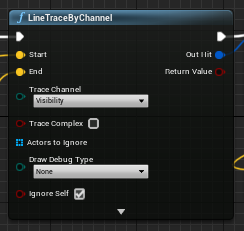 f LineTraceByChannel
Start Out Hit
End Return Value
Trace Channel
Visibility
Trace Complex
Actors to Ignore
Draw Debug Type
None
Ignore Self